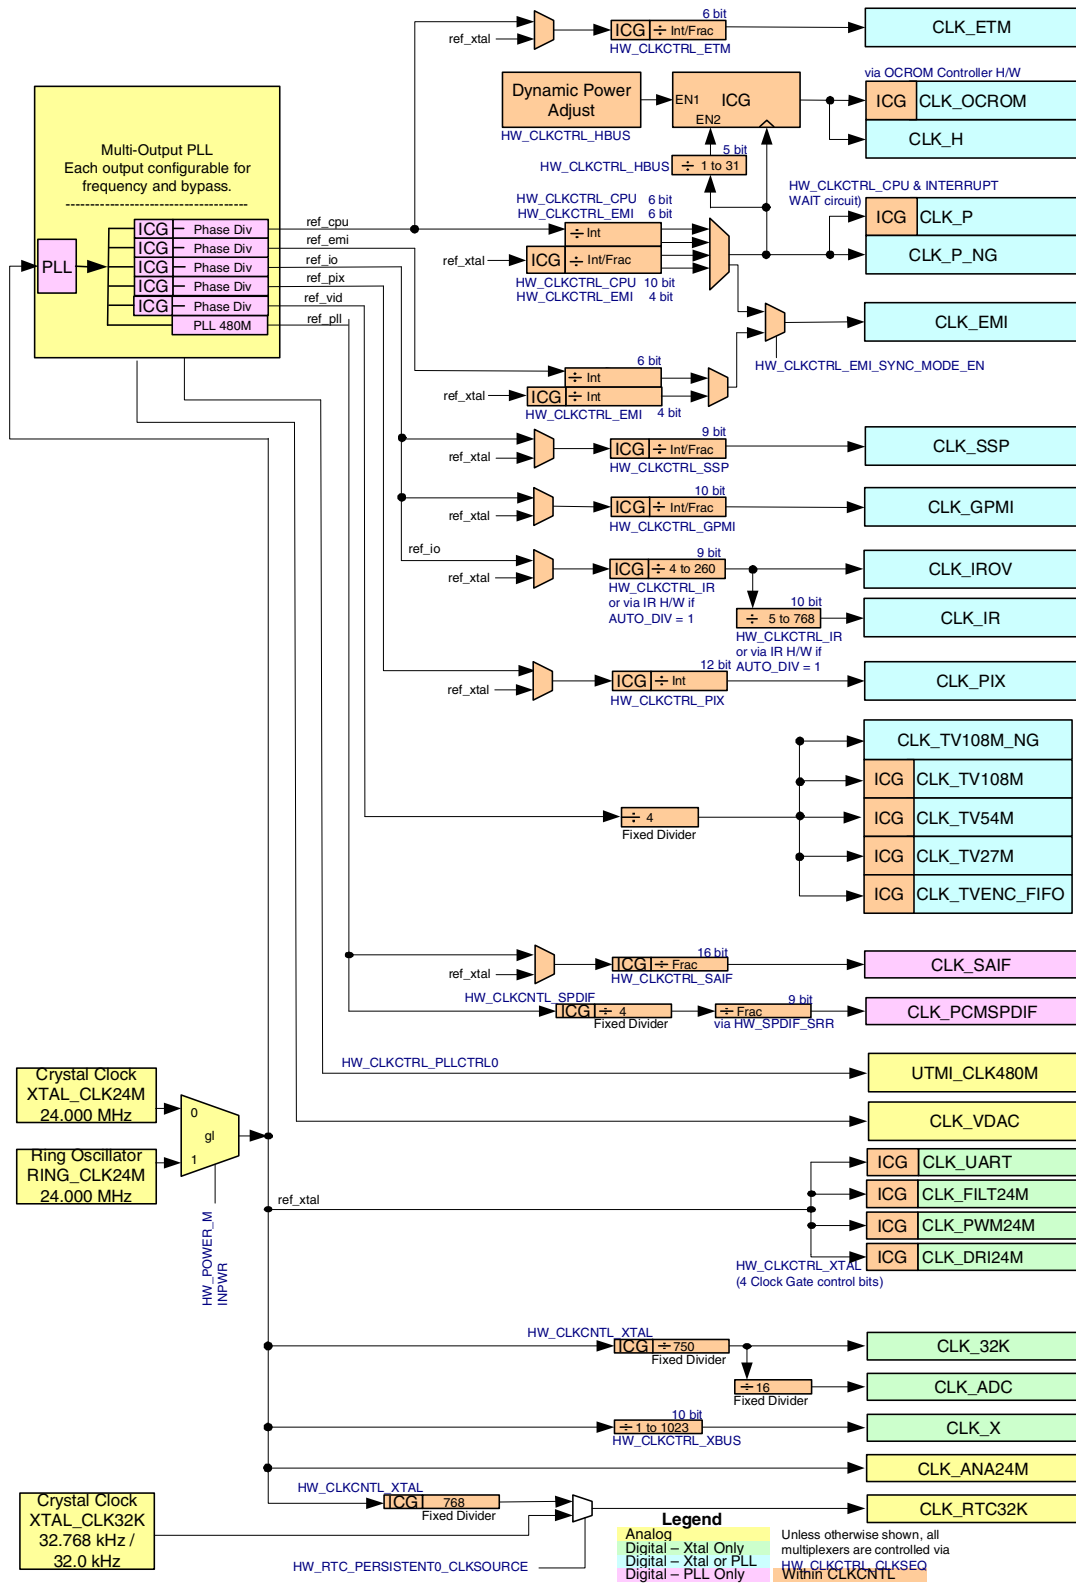 6 bit
ref_xtal
ICG ÷ Int/Frac
HW_CLKCTRL_ETM
CLK_ETM
via OCROM Controller H/W
Dynamic Power
Adjust
HW_CLKCTRL_HBUS
EN1 ICG
EN2
ICG CLK_OCROM
CLK_H
5 bit
HW_CLKCTRL_HBUS ÷ 1 to 31
Multi-Output PLL
Each output configurable for
frequency and bypass.
PLL
ICG Phase Div ref_cpu
ICG Phase Div ref_emi
ICG Phase Div ref_io
ICG Phase Div ref_pix
ICG Phase Div ref_vid
PLL 480M ref_pll
HW_CLKCTRL_CPU 6 bit
HW_CLKCTRL_EMI 6 bit
÷ Int
ref_xtal ICG ÷ Int/Frac
HW_CLKCTRL_CPU 10 bit
HW_CLKCTRL_EMI 4 bit
HW_CLKCTRL_CPU & INTERRUPT
WAIT circuit)
ICG CLK_P
CLK_P_NG
CLK_EMI
HW_CLKCTRL_EMI_SYNC_MODE_EN
6 bit
÷ Int
ref_xtal ICG ÷ Int
HW_CLKCTRL_EMI 4 bit
9 bit
ref_xtal ICG ÷ Int/Frac
HW_CLKCTRL_SSP
CLK_SSP
10 bit
ref_xtal ICG ÷ Int/Frac
HW_CLKCTRL_GPMI
CLK_GPMI
ref_io
9 bit
ref_xtal ICG ÷ 4 to 260
HW_CLKCTRL_IR
or via IR H/W if
AUTO_DIV = 1
CLK_IROV
10 bit
÷ 5 to 768
HW_CLKCTRL_IR
or via IR H/W if
AUTO_DIV = 1
CLK_IR
12 bit
ref_xtal ICG ÷ Int
HW_CLKCTRL_PIX
CLK_PIX
÷ 4
Fixed Divider
CLK_TV108M_NG
ICG CLK_TV108M
ICG CLK_TV54M
ICG CLK_TV27M
ICG CLK_TVENC_FIFO
16 bit
ref_xtal ICG ÷ Frac
HW_CLKCTRL_SAIF
CLK_SAIF
HW_CLKCNTL_SPDIF
ICG ÷ 4
Fixed Divider
9 bit
÷ Frac
via HW_SPDIF_SRR
CLK_PCMSPDIF
HW_CLKCTRL_PLLCTRL0
UTMI_CLK480M
CLK_VDAC
Crystal Clock
XTAL_CLK24M
24.000 MHz
Ring Oscillator
RING_CLK24M
24.000 MHz
0
gl
1
HW_POWER_M
INPWR
ref_xtal
ICG CLK_UART
ICG CLK_FILT24M
ICG CLK_PWM24M
ICG CLK_DRI24M
HW_CLKCTRL_XTAL
(4 Clock Gate control bits)
HW_CLKCNTL_XTAL
ICG ÷ 750
Fixed Divider
CLK_32K
÷ 16
Fixed Divider
CLK_ADC
10 bit
÷ 1 to 1023
HW_CLKCTRL_XBUS
CLK_X
CLK_ANA24M
HW_CLKCNTL_XTAL
ICG 768
Fixed Divider
CLK_RTC32K
Crystal Clock
XTAL_CLK32K
32.768 kHz /
32.0 kHz
HW_RTC_PERSISTENT0_CLKSOURCE
Legend
Analog
Digital – Xtal Only
Digital – Xtal or PLL
Digital – PLL Only
Unless otherwise shown, all
multiplexers are controlled via
HW_CLKCTRL_CLKSEQ
Within CLKCNTL